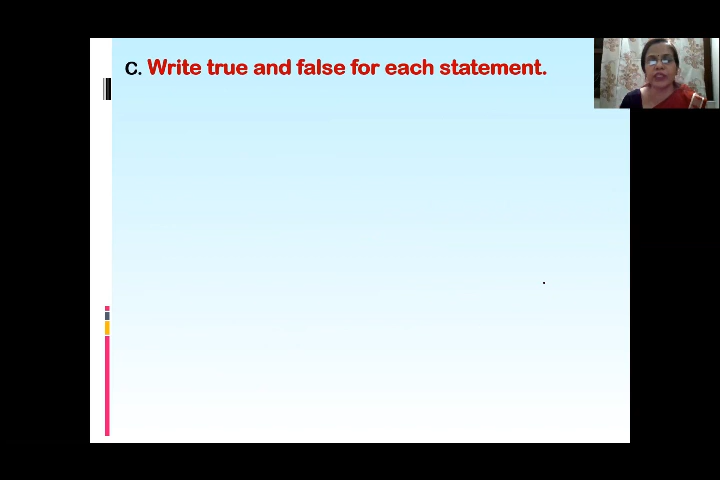 C. Write true and false for each statement.